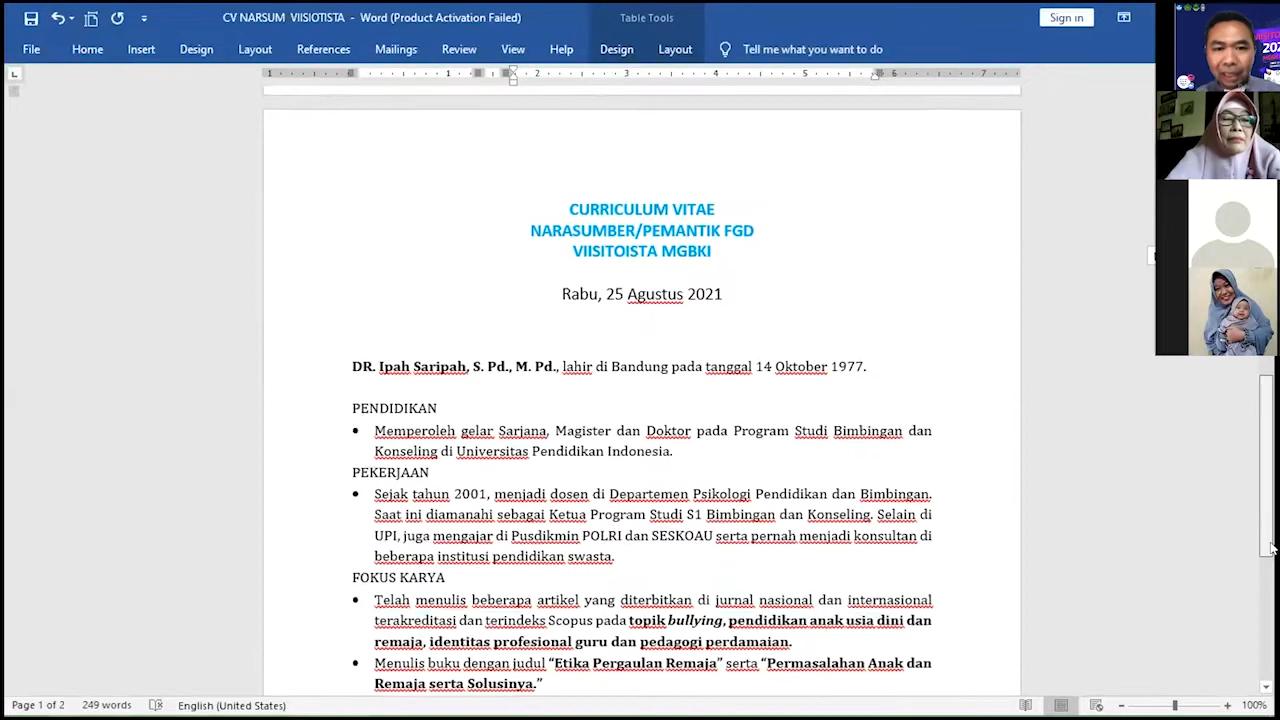 CV NARSUM VIISIOTISTA - Word (Product Activation Failed)
Table Tools
Sign in
File Home Insert Design Layout References Mailings Review View Help Design Layout Tell me what you want to do
1 1 2 3 4 5 6 7
CURRICULUM VITAE
NARASUMBER/PEMANTIK FGD
VIISITOISTA MGBKI
Rabu, 25 Agustus 2021
DR. Ipah Saripah, S. Pd., M. Pd., lahir di Bandung pada tanggal 14 Oktober 1977.
PENDIDIKAN
• Memperoleh gelar Sarjana, Magister dan Doktor pada Program Studi Bimbingan dan
Konseling di Universitas Pendidikan Indonesia.
PEKERJAAN
• Sejak tahun 2001, menjadi dosen di Departemen Psikologi Pendidikan dan Bimbingan.
Saat ini diamanahi sebagai Ketua Program Studi S1 Bimbingan dan Konseling. Selain di
UPI, juga mengajar di Pusdikmin POLRI dan SESKOAU serta pernah menjadi konsultan di
beberapa institusi pendidikan swasta.
FOKUS KARYA
• Telah menulis beberapa artikel yang diterbitkan di jurnal nasional dan internasional
terakreditasi dan terindeks Scopus pada topik bullying, pendidikan anak usia dini dan
remaja, identitas profesional guru dan pedagogi perdamaian.
• Menulis buku dengan judul “Etika Pergaulan Remaja” serta “Permasalahan Anak dan
Remaja serta Solusinya.”
Page 1 of 2 249 words English (United States) 100%